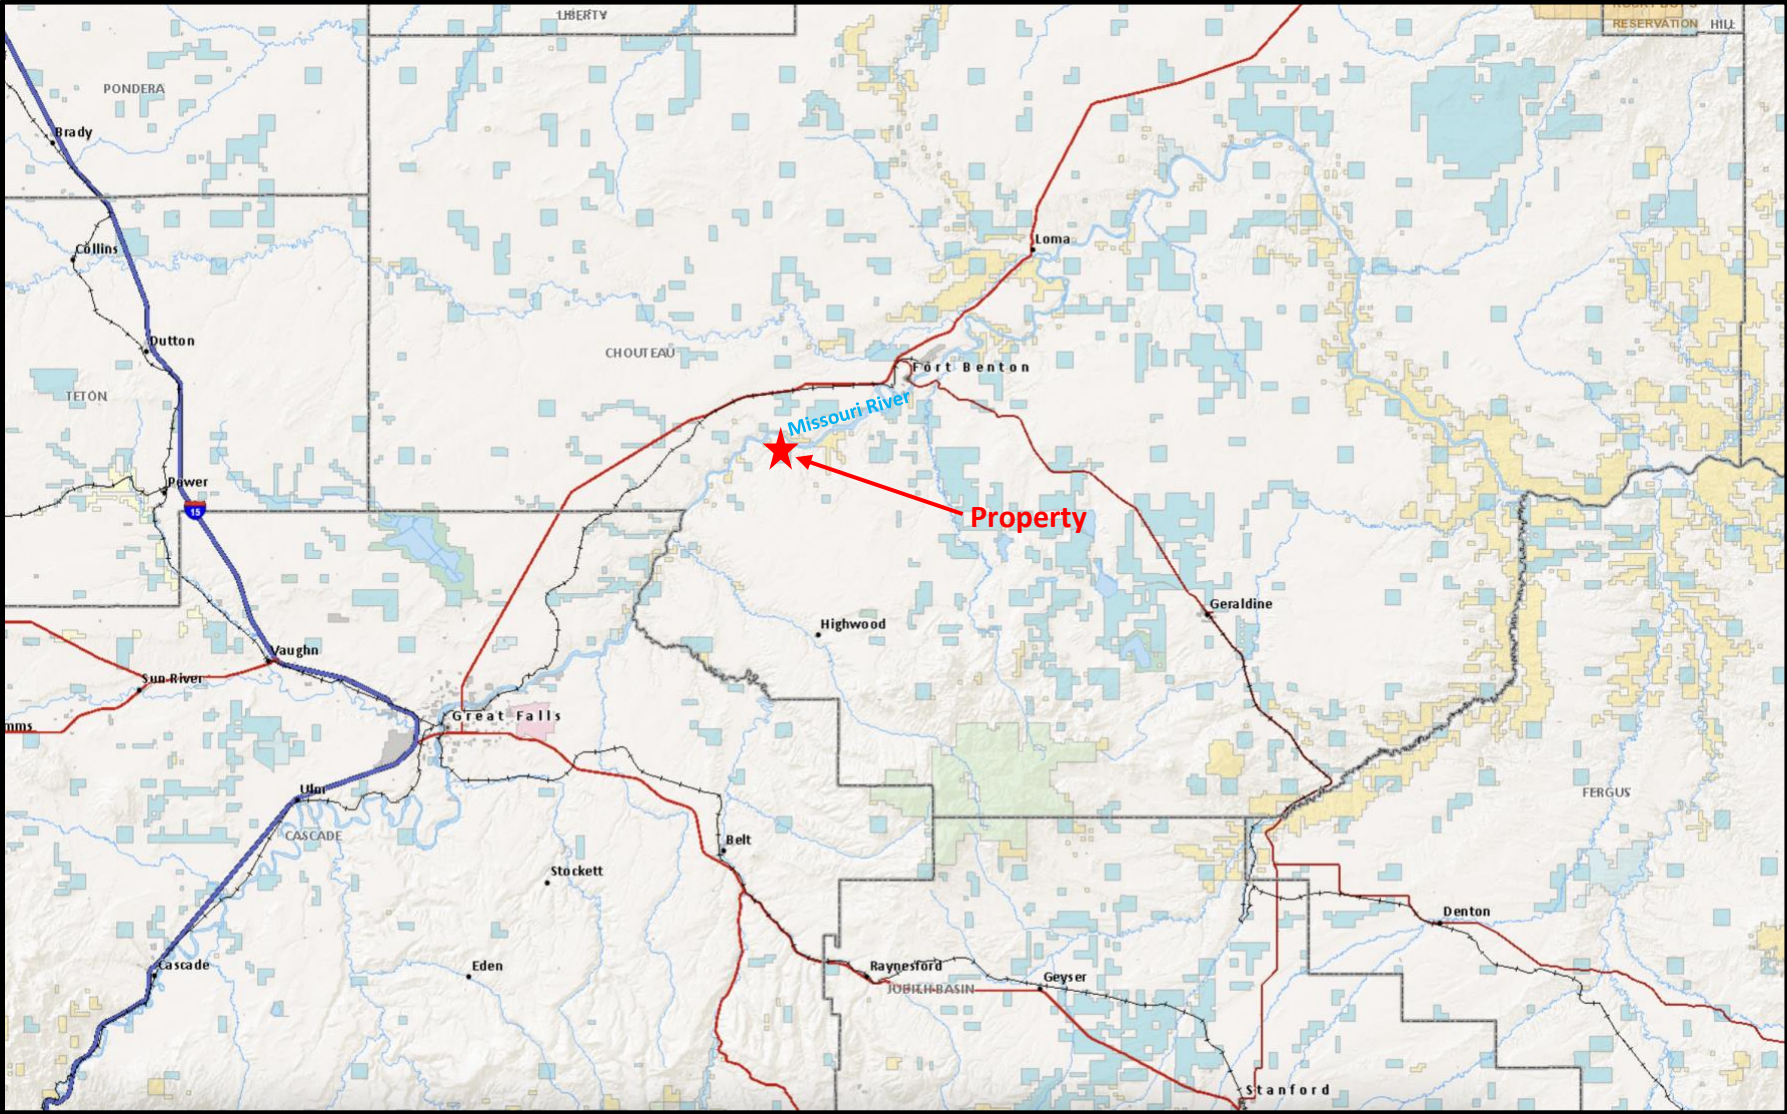 LIBERTY
RESERVATION
HILL
PONDERA
Brady
Collins
Loma
Dutton
CHOUTEAU
Fort Benton
TETON
Missouri River
Power
15
Property
Geraldine
Highwood
Vaughn
Sun River
Great Falls
mms
Ulm
FERGUS
CASCADE
Belt
Stockett
Denton
Cascade
Eden
Raynesford
Geyser
JUDITH BASIN
Stanford